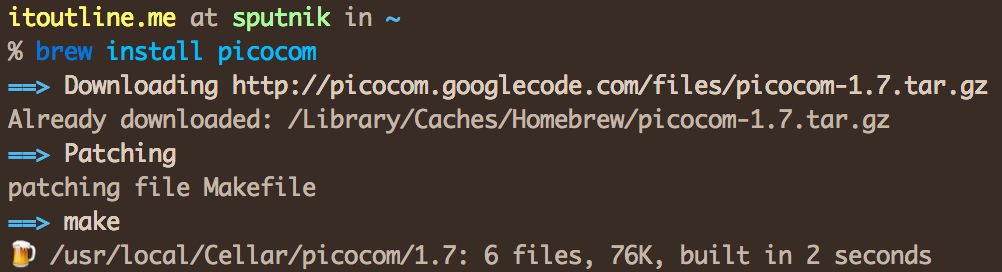 itoutline.me at sputnik in ~
% brew install picocom
==> Downloading http://picocom.googlecode.com/files/picocom-1.7.tar.gz
Already downloaded: /Library/Caches/Homebrew/picocom-1.7.tar.gz
==> Patching
patching file Makefile
==> make
🍺 /usr/local/Cellar/picocom/1.7: 6 files, 76K, built in 2 seconds